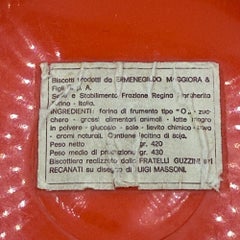 Biscotti prodotti da ERMENEGILDO MAGGIORA &
Figli S.p.A.
Sede e Stabilimento Frazione Regina Margherita
Torino - Italia.
INGREDIENTI: farina di frumento tipo "O" - zuc
chero - grassi alimentari animali - latte magro
in polvere - glucosio - sale - lievito chimico -
aromi naturali. Contiene lecitina di soja.
Peso netto gr. 420
Peso medio di produzione gr. 430
Biscottiera realizzata dalla FRATELLI GUZZINI
RECANATI su disegno di LUIGI MASSONI.